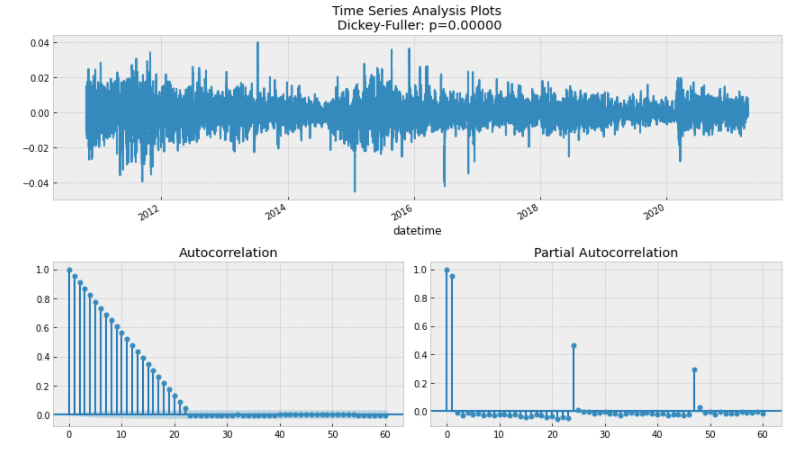 Time Series Analysis Plots
Dickey-Fuller: p=0.00000
0.04
0.02
0.00
−0.02
−0.04
2012 2014 2016 2018 2020
datetime
Autocorrelation
1.0
0.8
0.6
0.4
0.2
0.0
0 10 20 30 40 50 60
Partial Autocorrelation
1.0
0.8
0.6
0.4
0.2
0.0
0 10 20 30 40 50 60